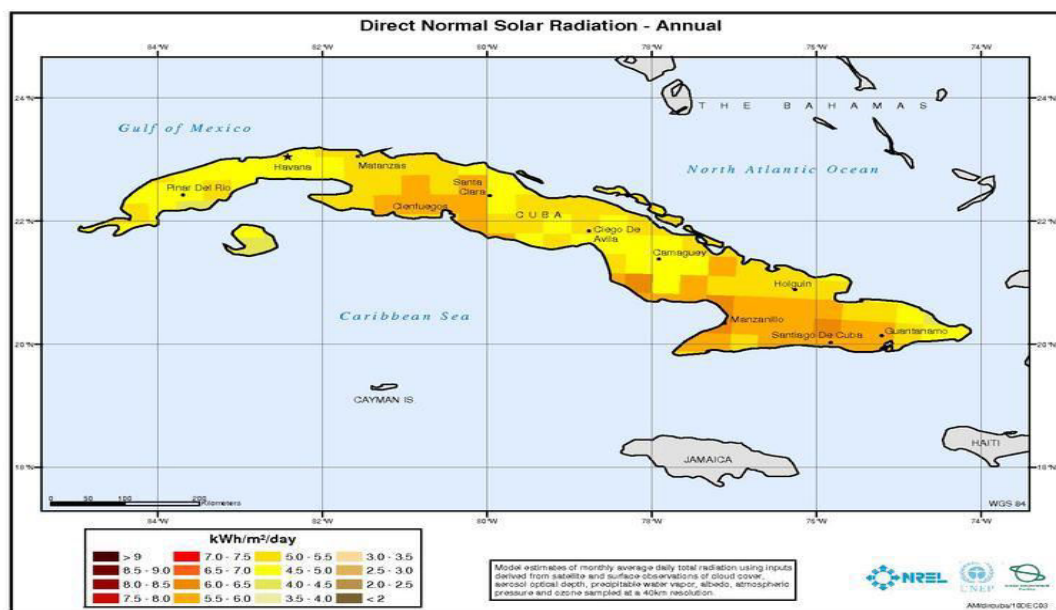 Direct Normal Solar Radiation - Annual
84°W 82°W 80°W 78°W 76°W 74°W
24°N 24°N
THE BAHAMAS
Gulf of Mexico
North Atlantic Ocean
Havana
Matanzas
Pinar Del Rio
Santa Clara
Cienfuegos
CUBA
22°N 22°N
Ciego De Avila
Camaguey
Holguin
Caribbean Sea
Manzanillo
Santiago De Cuba
Guantanamo
20°N 20°N
CAYMAN IS
HAITI
JAMAICA
18°N 18°N
0 50 100 200
Kilometers
WGS 84
84°W 82°W 80°W 78°W 76°W 74°W
kWh/m²/day
> 9 7.0 - 7.5 5.0 - 5.5 3.0 - 3.5
8.5 - 9.0 6.5 - 7.0 4.5 - 5.0 2.5 - 3.0
8.0 - 8.5 6.0 - 6.5 4.0 - 4.5 2.0 - 2.5
7.5 - 8.0 5.5 - 6.0 3.5 - 4.0 < 2
Model estimates of monthly average daily total radiation using inputs
derived from satellite and surface observations of cloud cover,
aerosol optical depth, precipitable water vapor, albedo, atmospheric
pressure and ozone sampled at a 40km resolution.
NREL
UNEP